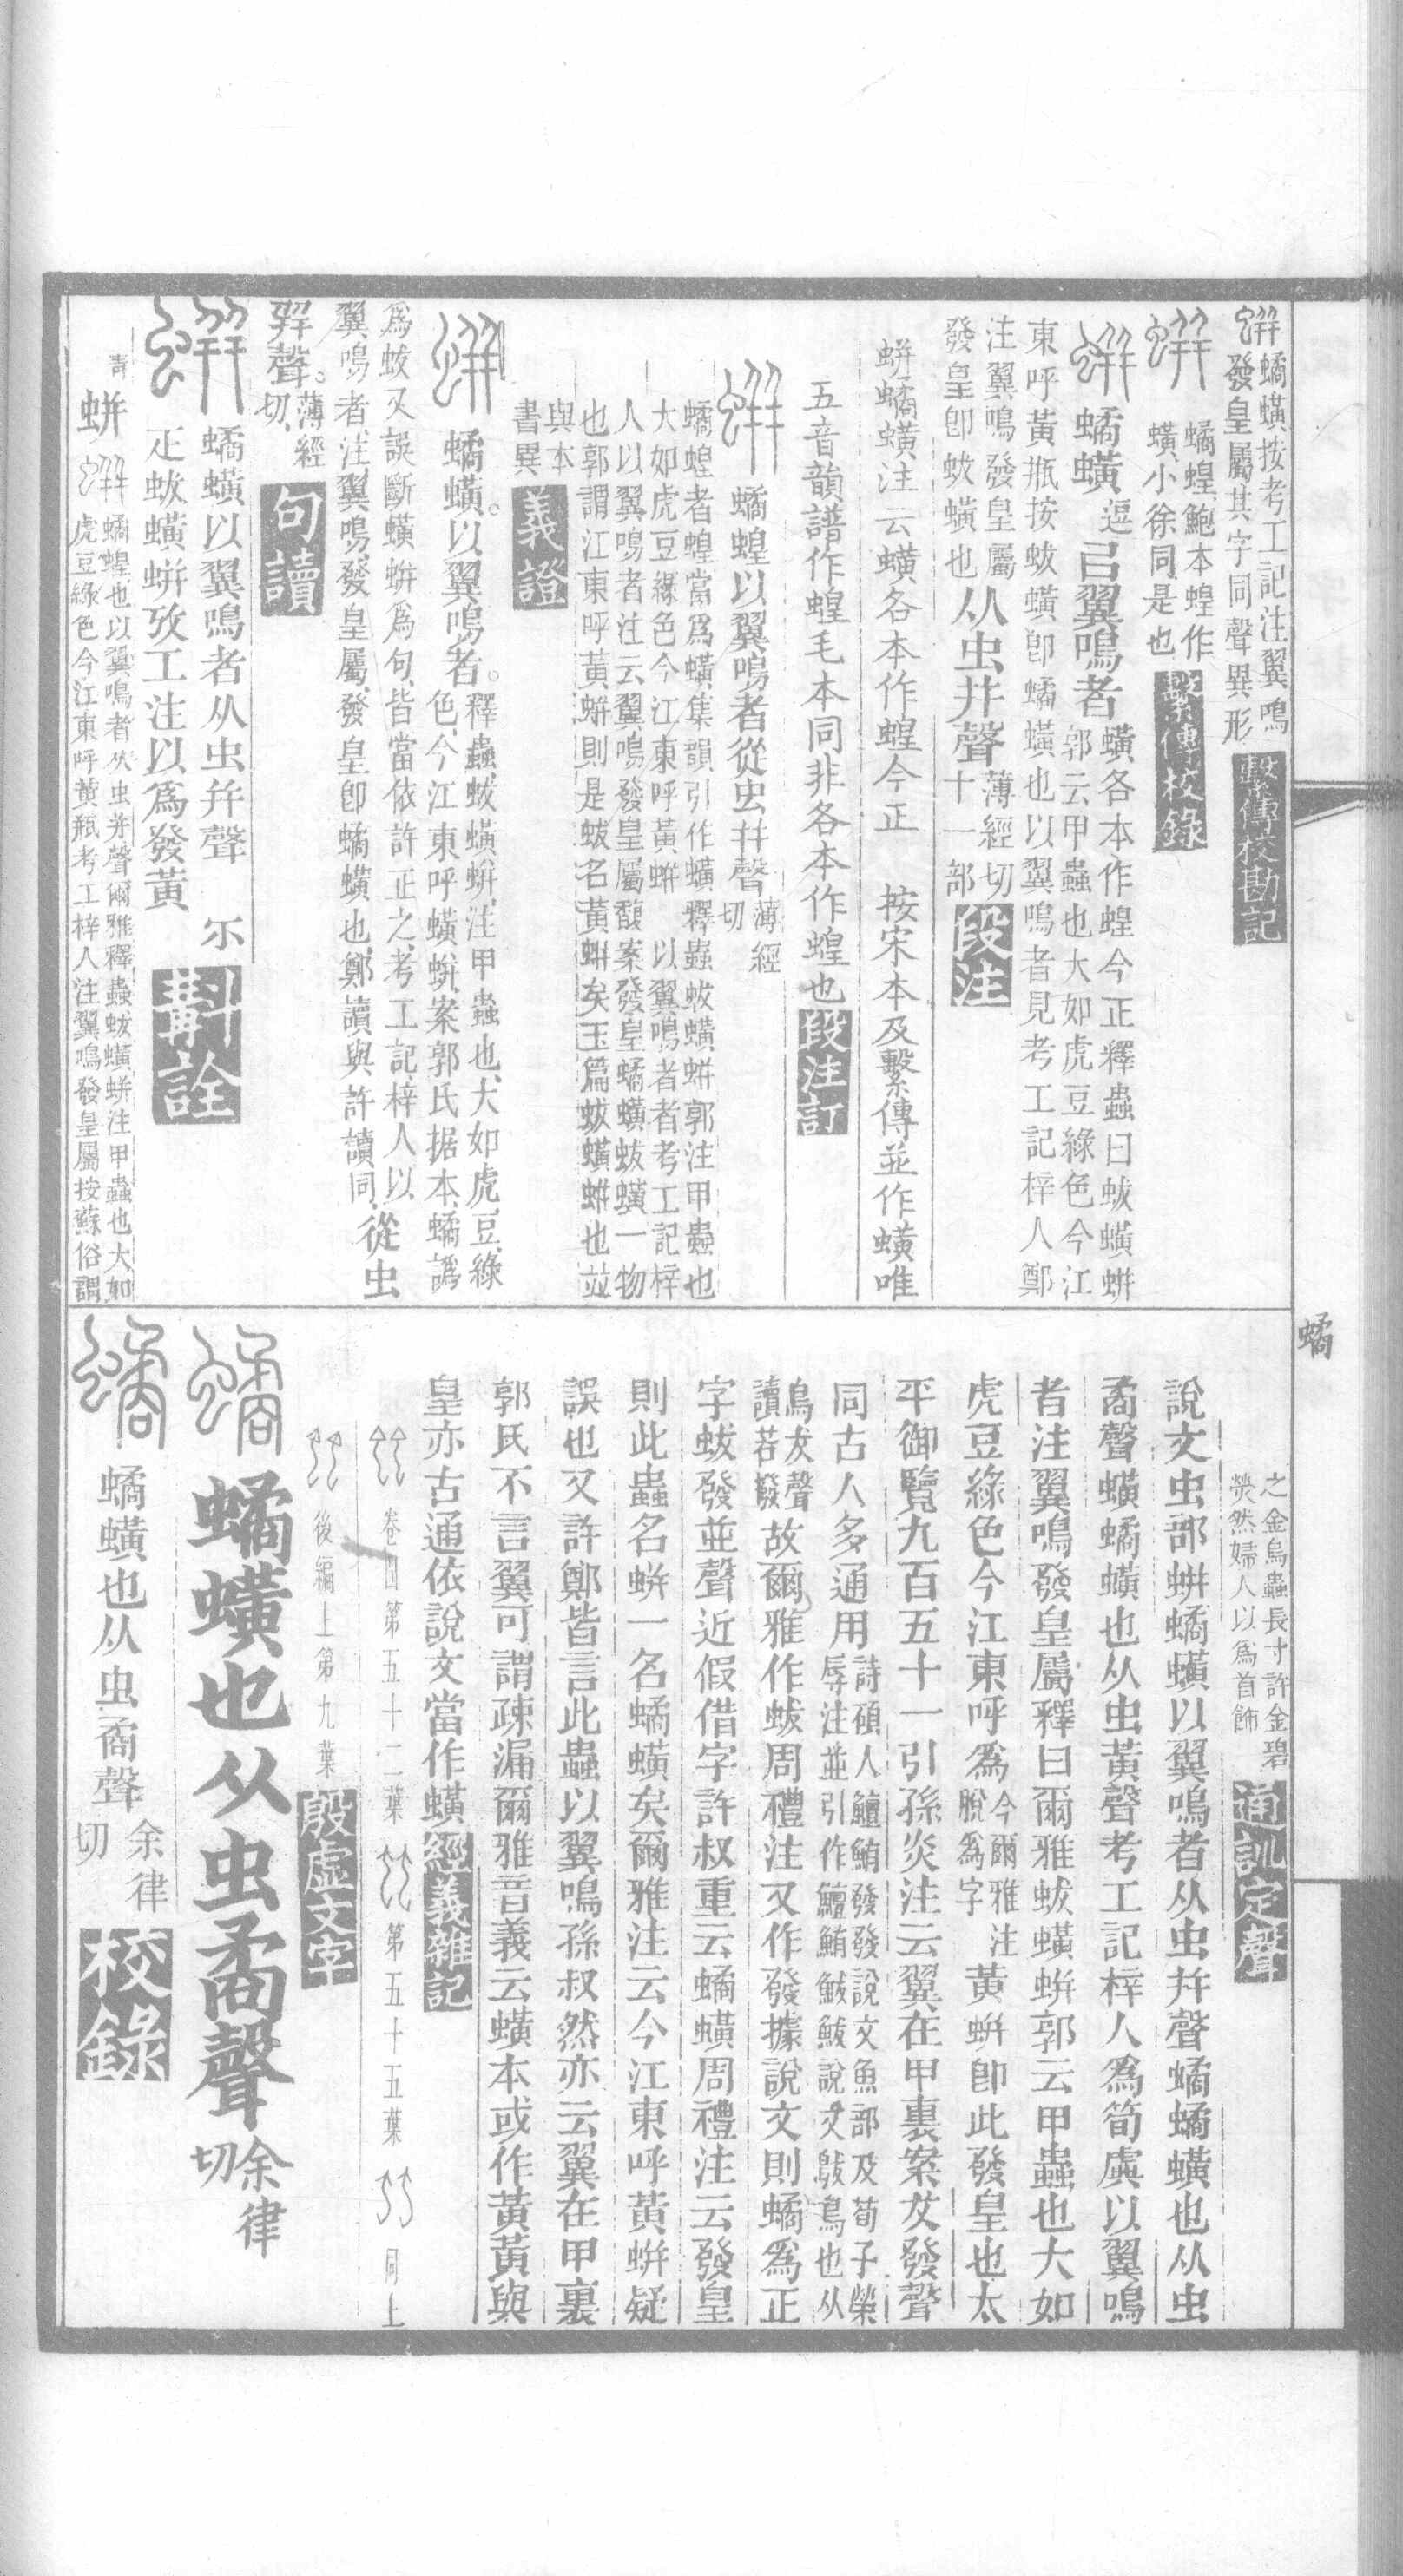 蟥按考工記注翼鳴
發皇屬其字同聲異形
繫傳校勘記
蟜蝗鮑本蝗作
蟥小徐同是也
繫傳校錄
蟜蟥
逗
㠯翼鳴者
蟥各本作蝗今正釋蟲曰蛂蟥蛢
郭云甲蟲也大如虎豆綠色今江
東呼黃瓶按蛂蟥卽蟜蟥也以翼鳴者見考工記梓人鄭
注翼鳴發皇屬
發皇卽蛂蟥也
从虫幷聲
薄經切
十一部
段注
蛢蟜蟥注云蟥各本作蝗今正 按宋本及繫傳並作蟥唯
五音韻譜作蝗毛本同非各本作蝗也
段注訂
蟜蝗以翼鳴者從虫幷聲
薄經
切
蟜蝗者蝗當爲蟥集韻引作蟥釋蟲蛂蟥蛢郭注甲蟲也
大如虎豆綠色今江東呼黃蛢 以翼鳴者者考工記梓
人以翼鳴者注云翼鳴發皇屬馥案發皇蟜蟥蛂蟥一物
也郭謂江東呼黃蛢則是蛂名黃蛢矣玉篇蛂蟥蛢也竝
與本
書異
義證
蟜蟥。以翼鳴者。
釋蟲蛂蟥蛢、注甲蟲也、大如虎豆、綠
色、今江東呼蟥蛢、案郭氏据本、蟜譌
爲蛂又誤斷蟥蛢爲句、皆當依許正之、考工記梓人以
翼鳴者、注、翼鳴、發皇屬、發皇卽蟜蟥也、鄭讀與許讀同、
從虫
幷聲。
薄經
切、
句讀
蟜蟥以翼鳴者从虫幷聲
疋蛂蟥蛢攷工注以爲發黃
斠詮
蛢
蟜蝗也以翼鳴者从虫幷聲爾雅釋蟲蛂蟥蛢注甲蟲也大如
虎豆綠色今江東呼黃瓶考工梓人注翼鳴發皇屬按蘇俗謂
蟜
之金鳥蟲長寸許金碧
熒然婦人以爲首飾
通訓定聲
說文虫部蛢蟜蟥以翼鳴者从虫幷聲蟜蟜蟥也从虫
矞聲蟥蟜蟥也从虫黃聲考工記梓人爲筍虡以翼鳴
者注翼鳴發皇屬釋曰爾雅蛂蟥蛢郭云甲蟲也大如
虎豆綠色今江東呼爲
今爾雅注
脫爲字
黃蛢卽此發皇也太
平御覽九百五十一引孫炎注云翼在甲裏案犮發聲
同古人多通用
詩碩人鱣鮪發發說文魚部及荀子榮
辱注並引作鱣鮪鮁鮁說文鼥鳥也从
鳥犮聲
讀若撥
故爾雅作蛂周禮注又作發據說文則蟜爲正
字蛂發並聲近假借字許叔重云蟜蟥周禮注云發皇
則此蟲名蛢一名蟜蟥矣爾雅注云今江東呼黃蛢疑
誤也又許鄭皆言此蟲以翼鳴孫叔然亦云翼在甲裏
郭氏不言翼可謂疎漏爾雅音義云蟥本或作黃黃與
皇亦古通依說文當作蟥
經義雜記
卷四第五十二葉
第五十五葉
同上
後編上第九葉
殷虛文字
蟜蟥也从虫矞聲
余律
切
蟜蟥也从虫矞聲
余律
切
校錄